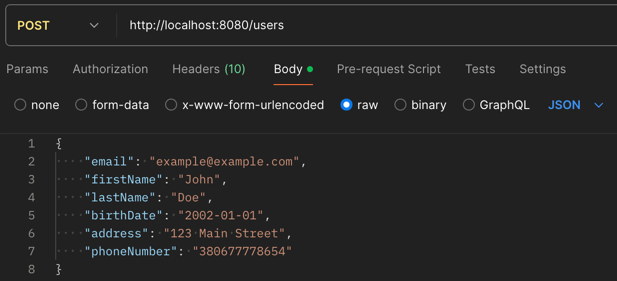 POST http://localhost:8080/users
Params Authorization Headers (10) Body Pre-request Script Tests Settings
none form-data x-www-form-urlencoded raw binary GraphQL JSON
1 {
2 "email": "example@example.com",
3 "firstName": "John",
4 "lastName": "Doe",
5 "birthDate": "2002-01-01",
6 "address": "123 Main Street",
7 "phoneNumber": "380677778654"
8 }